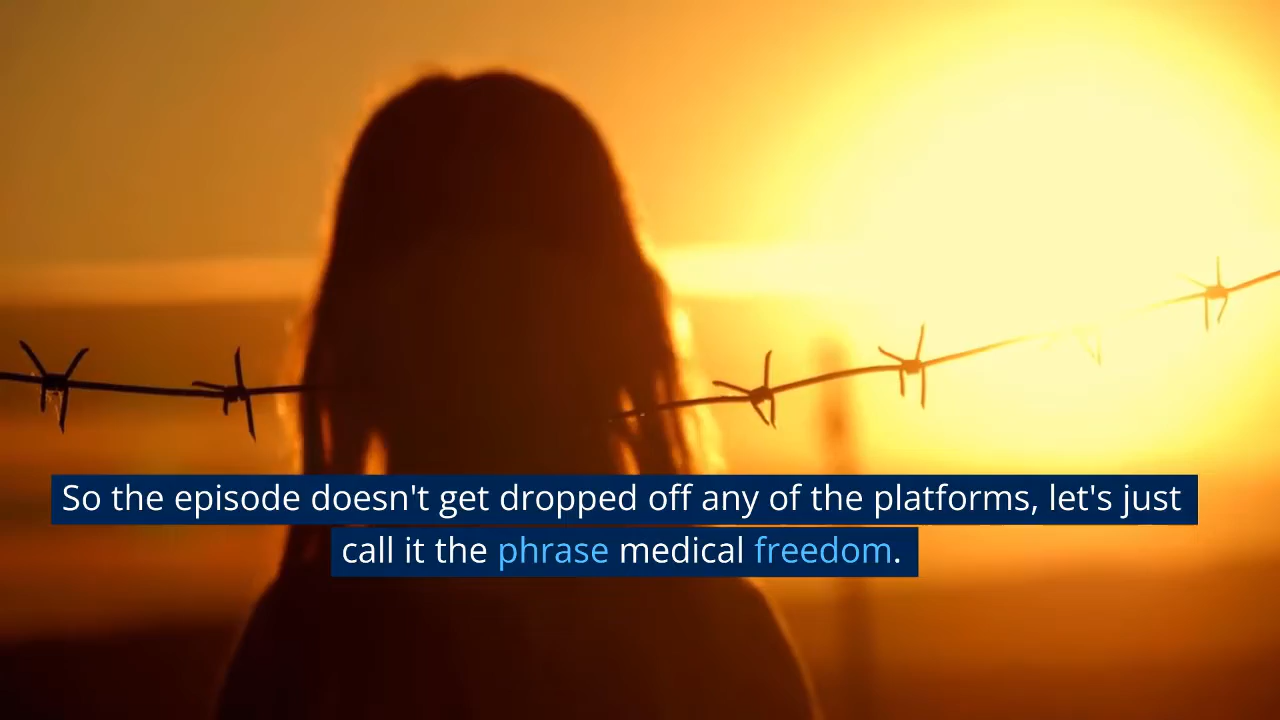 So the episode doesn't get dropped off any of the platforms, let's just
call it the phrase medical freedom.